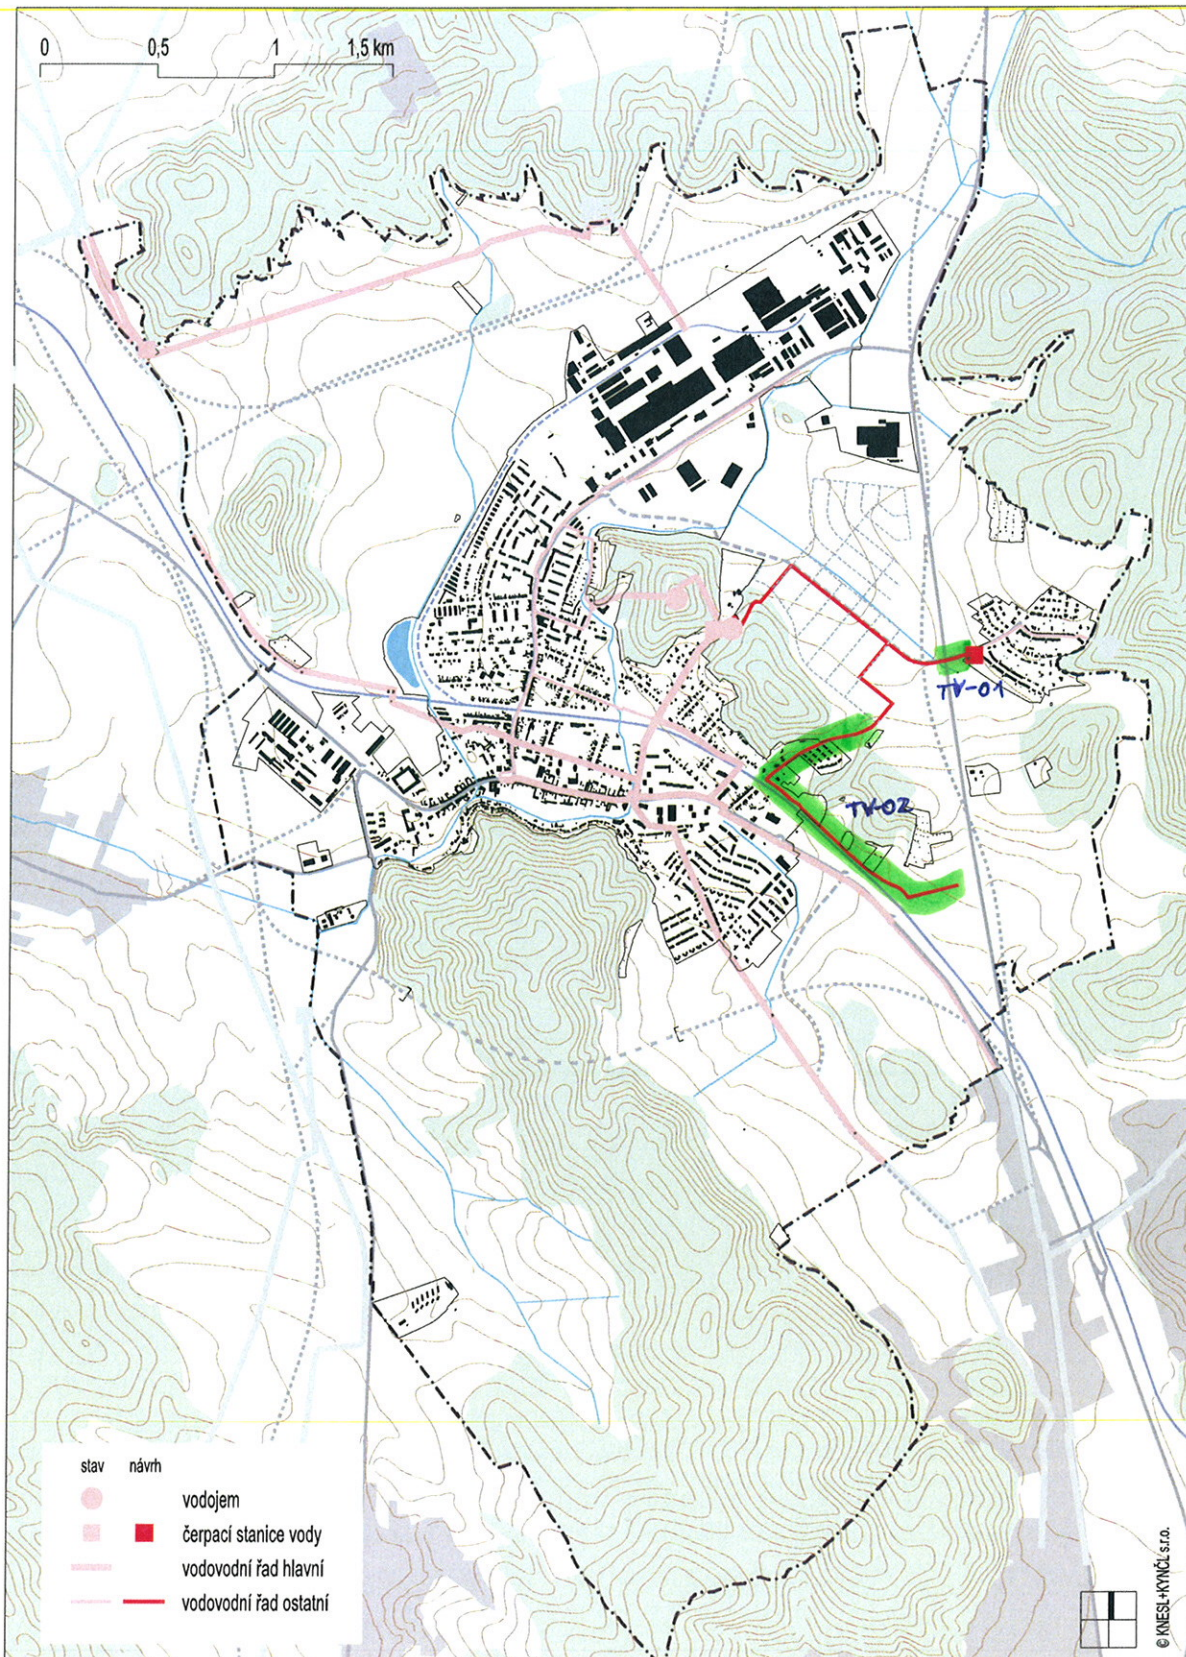 0 0,5 1 1,5 km
TV-01
TV-02
stav návrh
vodojem
čerpací stanice vody
vodovodní řad hlavní
vodovodní řad ostatní
© KNESL+KYNČL s.r.o.